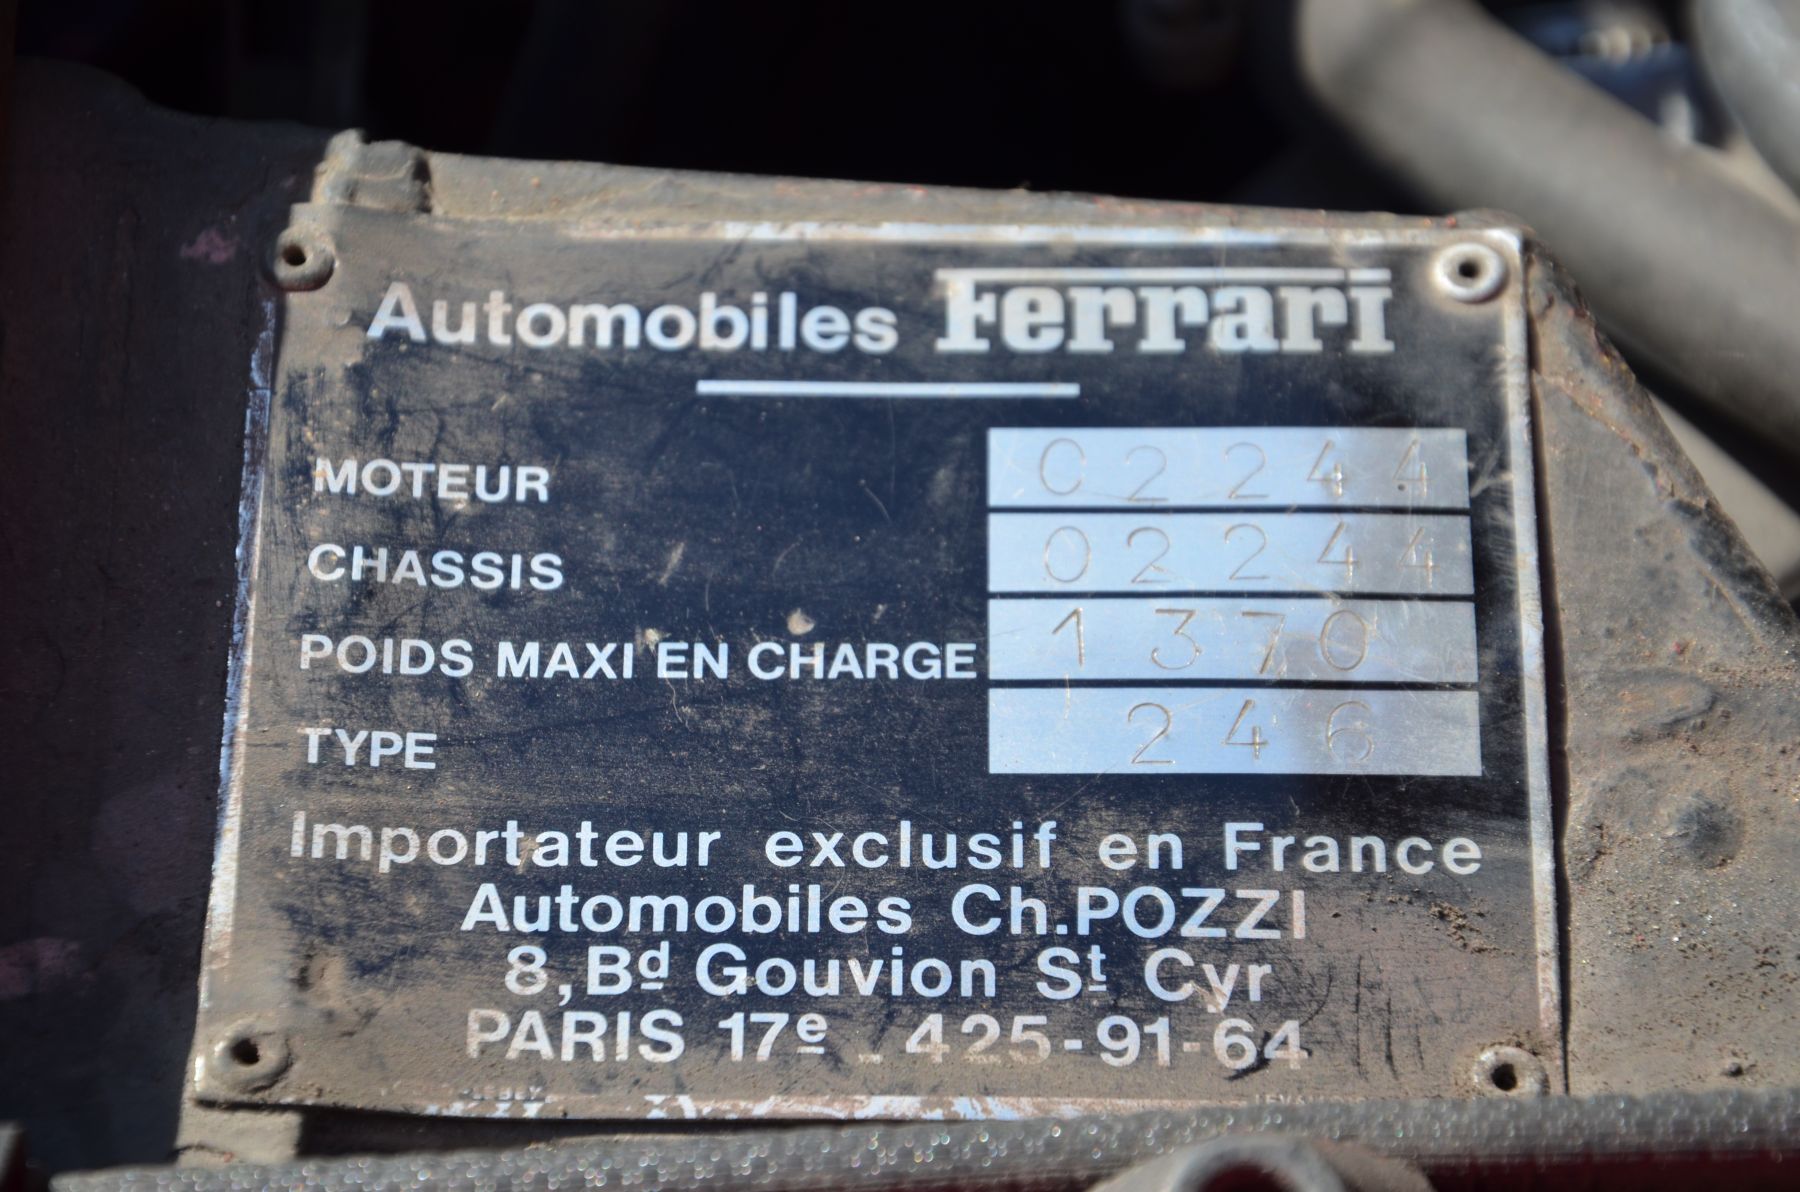 Automobiles Ferrari
MOTEUR 02244
CHASSIS 02244
POIDS MAXI EN CHARGE 1370
TYPE 246
Importateur exclusif en France
Automobiles Ch.POZZI
8,Bd Gouvion St Cyr
PARIS 17e _ 425-91-64